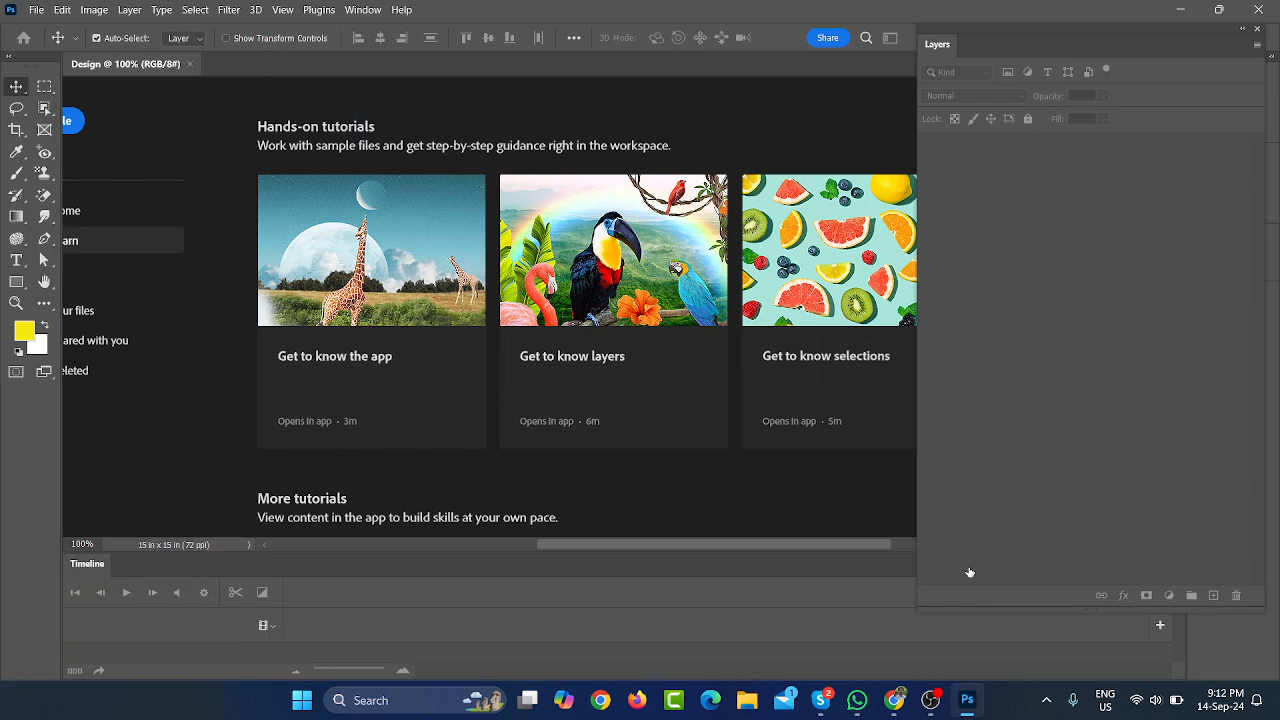 Ps File Edit Image Layer Type Select Filter 3D View Plugins Window Help
Auto-Select: Layer Show Transform Controls 3D Mode: Share
Layers
Design @ 100% (RGB/8#)
Kind
Normal Opacity:
Lock: Fill:
le
ome
arn
ur files
ared with you
eleted
Hands-on tutorials
Work with sample files and get step-by-step guidance right in the workspace.
Get to know the app
Opens in app • 3m
Get to know layers
Opens in app • 6m
Get to know selections
Opens in app • 5m
More tutorials
View content in the app to build skills at your own pace.
100% 15 in x 15 in (72 ppi)
Timeline
fx
Search
1
2
Ps
ENG
US
9:12 PM
14-Sep-24